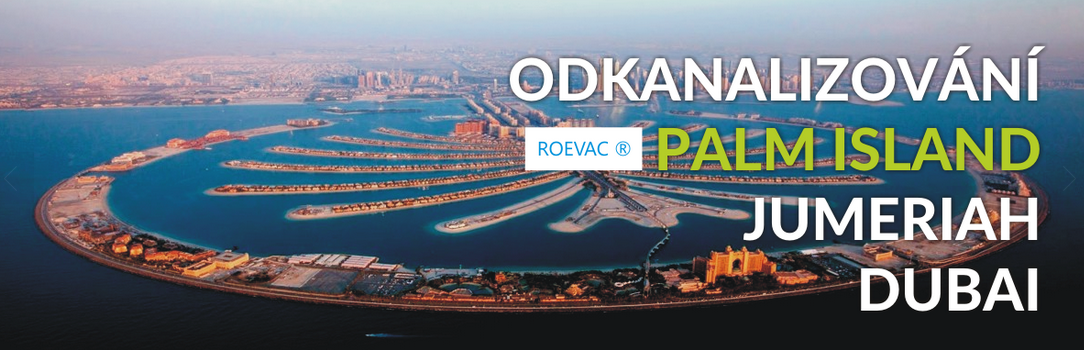 ODKANALIZOVÁNÍ
ROEVAC ® PALM ISLAND
JUMERIAH
DUBAI